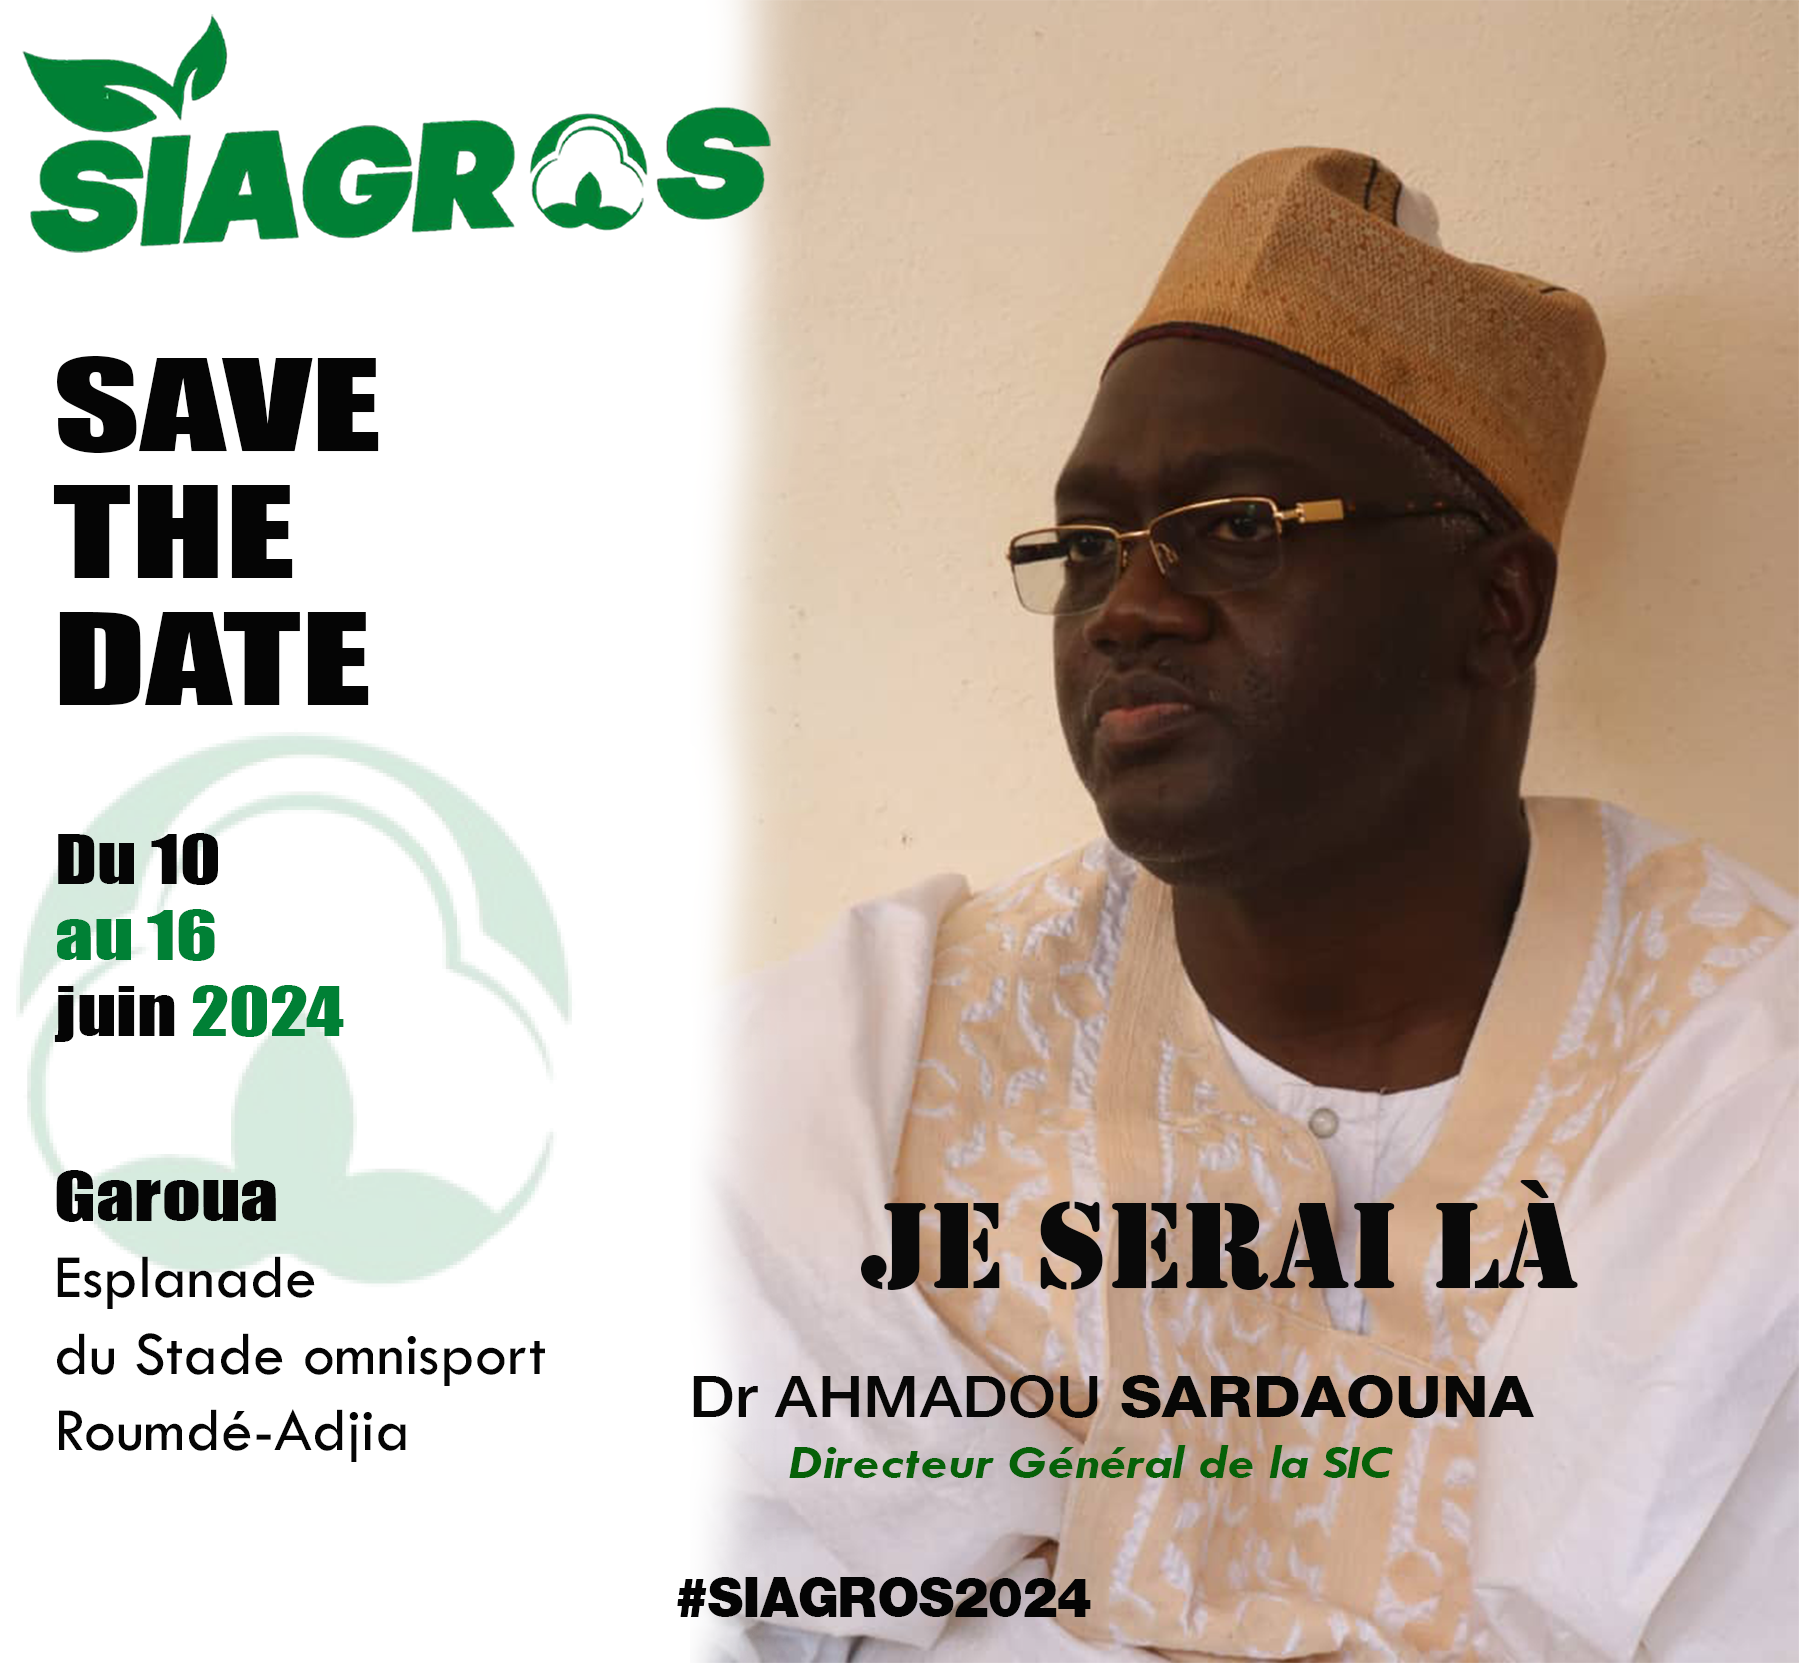 SIAGROS
SAVE
THE
DATE
Du 10
au 16
juin 2024
Garoua
Esplanade
du Stade omnisport
Roumdé-Adjia
JE SERAI LÀ
Dr AHMADOU SARDAOUNA
Directeur Général de la SIC
#SIAGROS2024